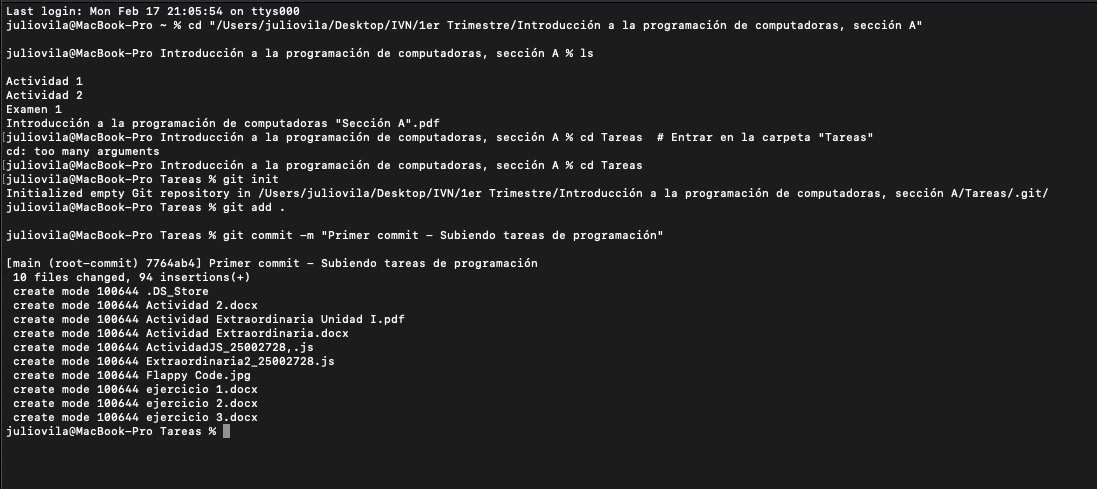 Last login: Mon Feb 17 21:05:54 on ttys000
juliovila@MacBook-Pro ~ % cd "/Users/juliovila/Desktop/IVN/1er Trimestre/Introducción a la programación de computadoras, sección A"
juliovila@MacBook-Pro Introducción a la programación de computadoras, sección A % ls
Actividad 1
Actividad 2
Examen 1
Introducción a la programación de computadoras "Sección A".pdf
[juliovila@MacBook-Pro Introducción a la programación de computadoras, sección A % cd Tareas  # Entrar en la carpeta "Tareas"
cd: too many arguments
[juliovila@MacBook-Pro Introducción a la programación de computadoras, sección A % cd Tareas
[juliovila@MacBook-Pro Tareas % git init
Initialized empty Git repository in /Users/juliovila/Desktop/IVN/1er Trimestre/Introducción a la programación de computadoras, sección A/Tareas/.git/
juliovila@MacBook-Pro Tareas % git add .
juliovila@MacBook-Pro Tareas % git commit -m "Primer commit - Subiendo tareas de programación"
[main (root-commit) 7764ab4] Primer commit - Subiendo tareas de programación
 10 files changed, 94 insertions(+)
 create mode 100644 .DS_Store
 create mode 100644 Actividad 2.docx
 create mode 100644 Actividad Extraordinaria Unidad I.pdf
 create mode 100644 Actividad Extraordinaria.docx
 create mode 100644 ActividadJS_25002728,.js
 create mode 100644 Extraordinaria2_25002728.js
 create mode 100644 Flappy Code.jpg
 create mode 100644 ejercicio 1.docx
 create mode 100644 ejercicio 2.docx
 create mode 100644 ejercicio 3.docx
juliovila@MacBook-Pro Tareas %